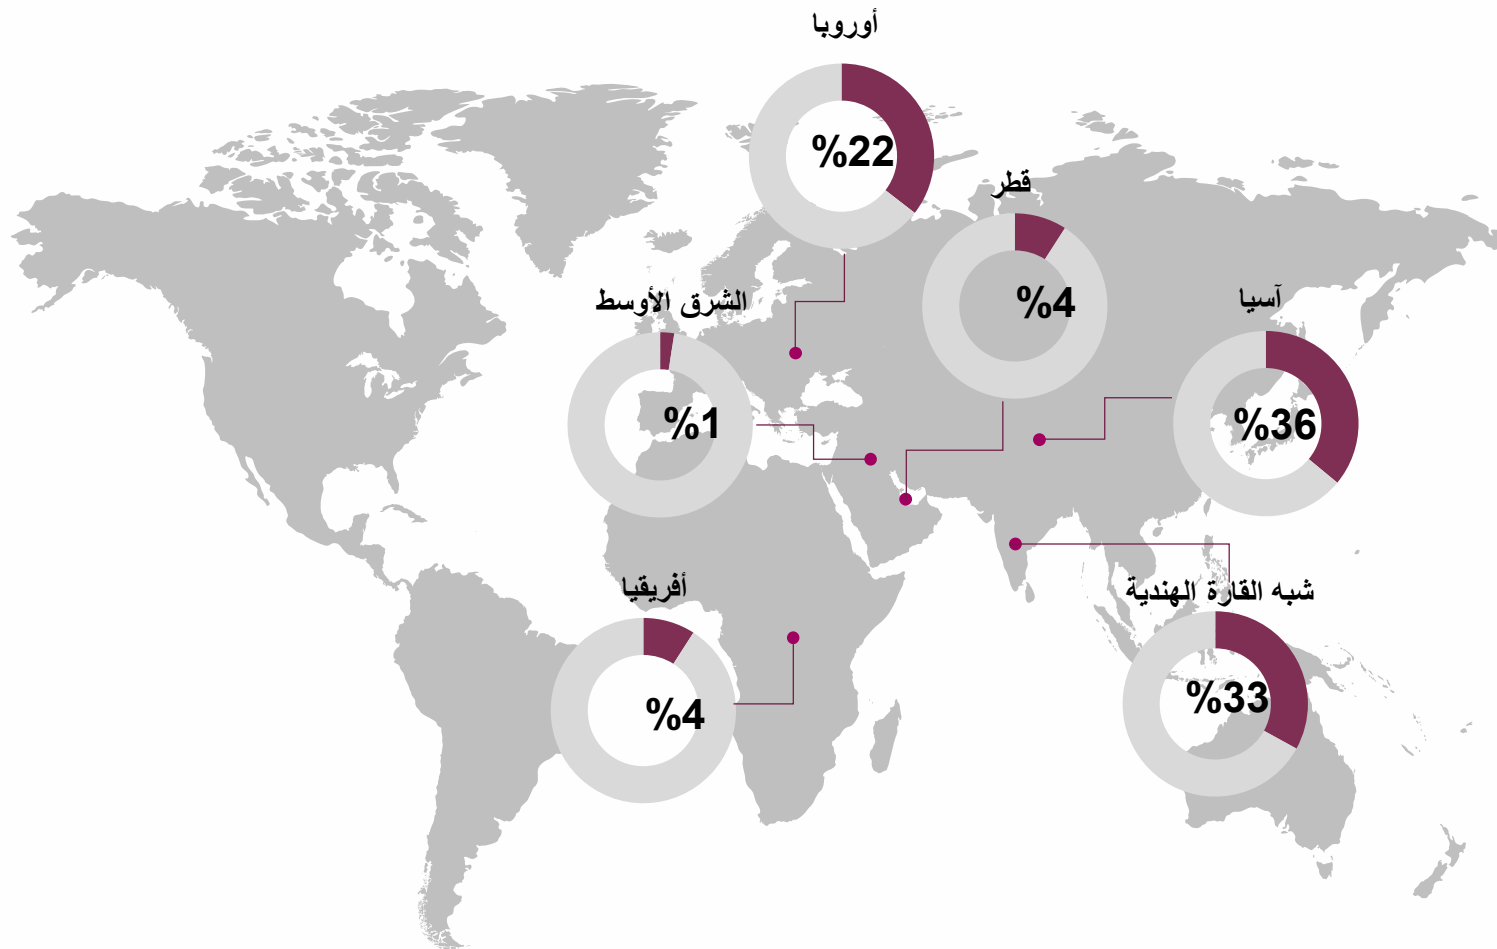 أوروبا
%22
قطر
%4
آسيا
%36
الشرق الأوسط
%1
شبه القارة الهندية
%33
أفريقيا
%4